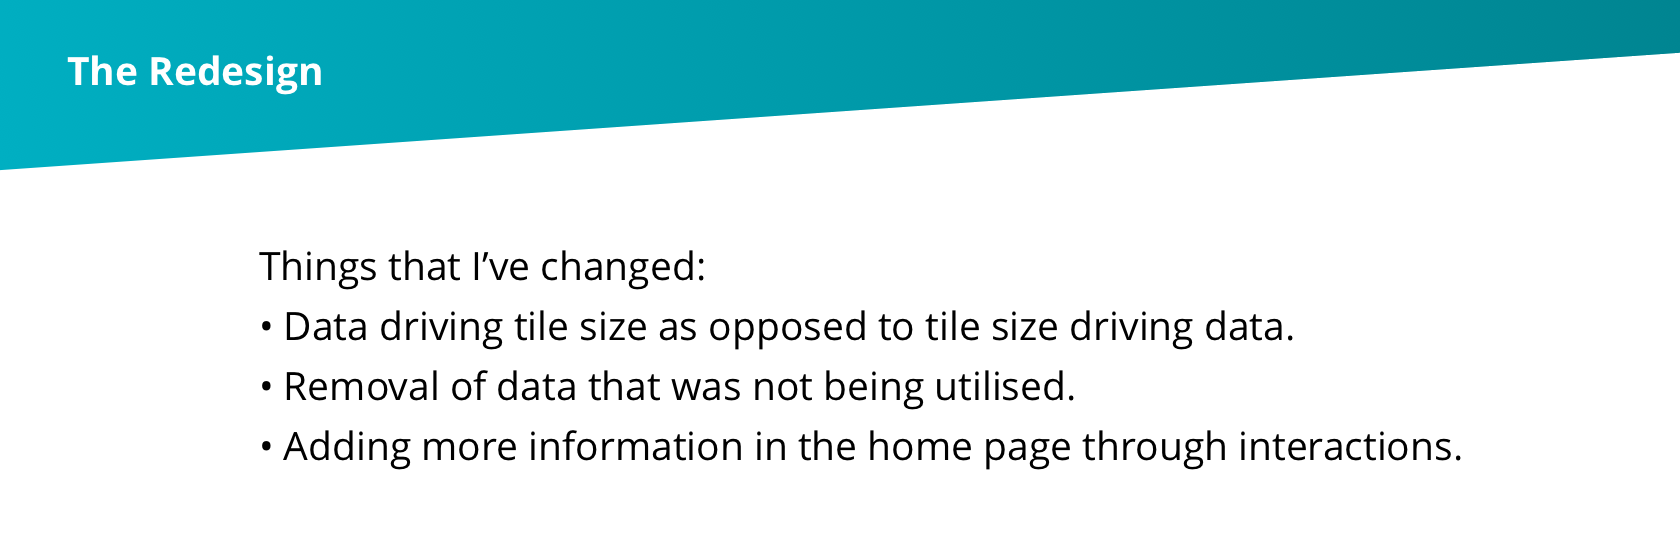 The Redesign
Things that I’ve changed:
• Data driving tile size as opposed to tile size driving data.
• Removal of data that was not being utilised.
• Adding more information in the home page through interactions.